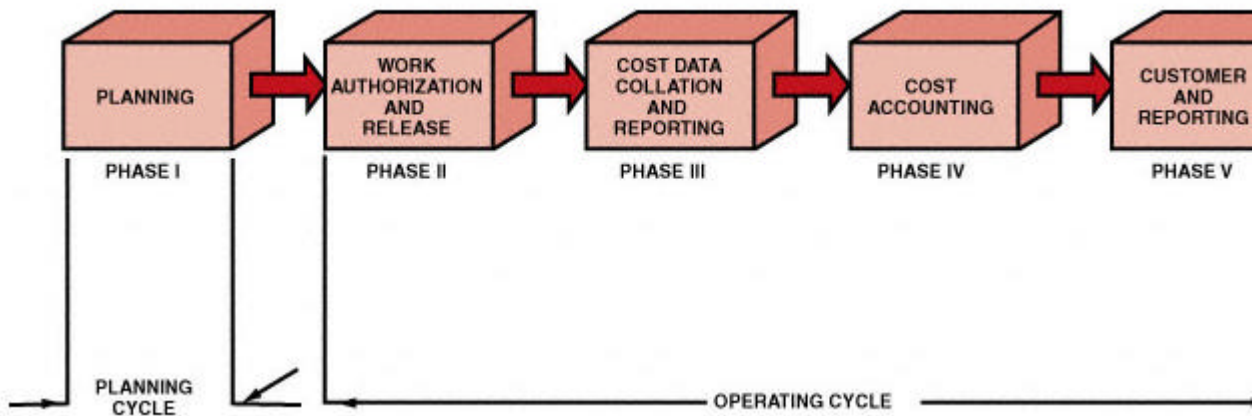 PLANNING
WORK
AUTHORIZATION
AND
RELEASE
COST DATA
COLLATION
AND
REPORTING
COST
ACCOUNTING
CUSTOMER
AND
REPORTING
PHASE I
PHASE II
PHASE III
PHASE IV
PHASE V
PLANNING
CYCLE
OPERATING CYCLE